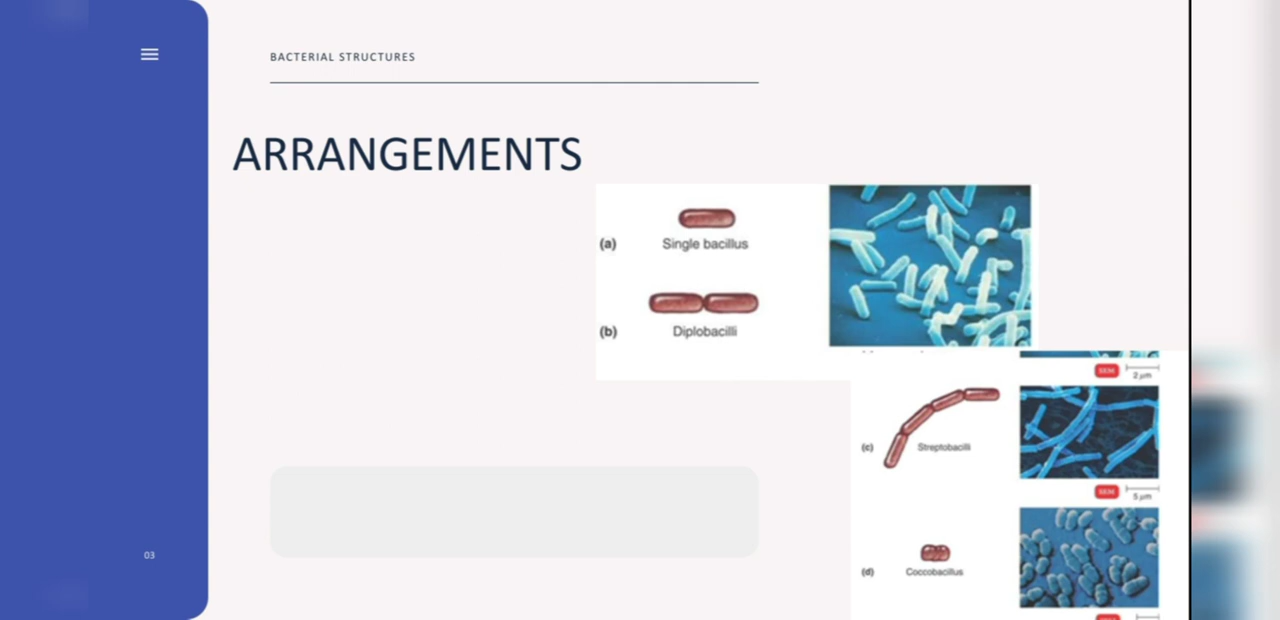 BACTERIAL STRUCTURES
ARRANGEMENTS
(a)
Single bacillus
(b)
Diplobacilli
SEM
2 μm
(c)
Streptobacilli
SEM
5 μm
(d)
Coccobacillus
03